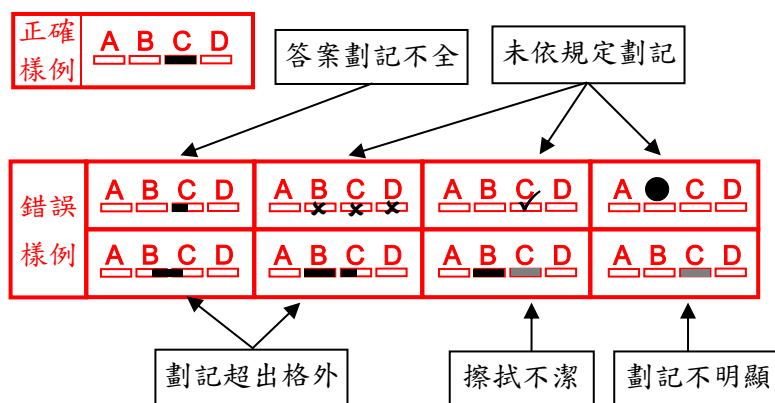 正確
樣例
A B C D
答案劃記不全
未依規定劃記
錯誤
樣例
A B C D
A B C D
A B C D
A C D
A B C D
A B C D
A B C D
A B C D
劃記超出格外
擦拭不潔
劃記不明顯